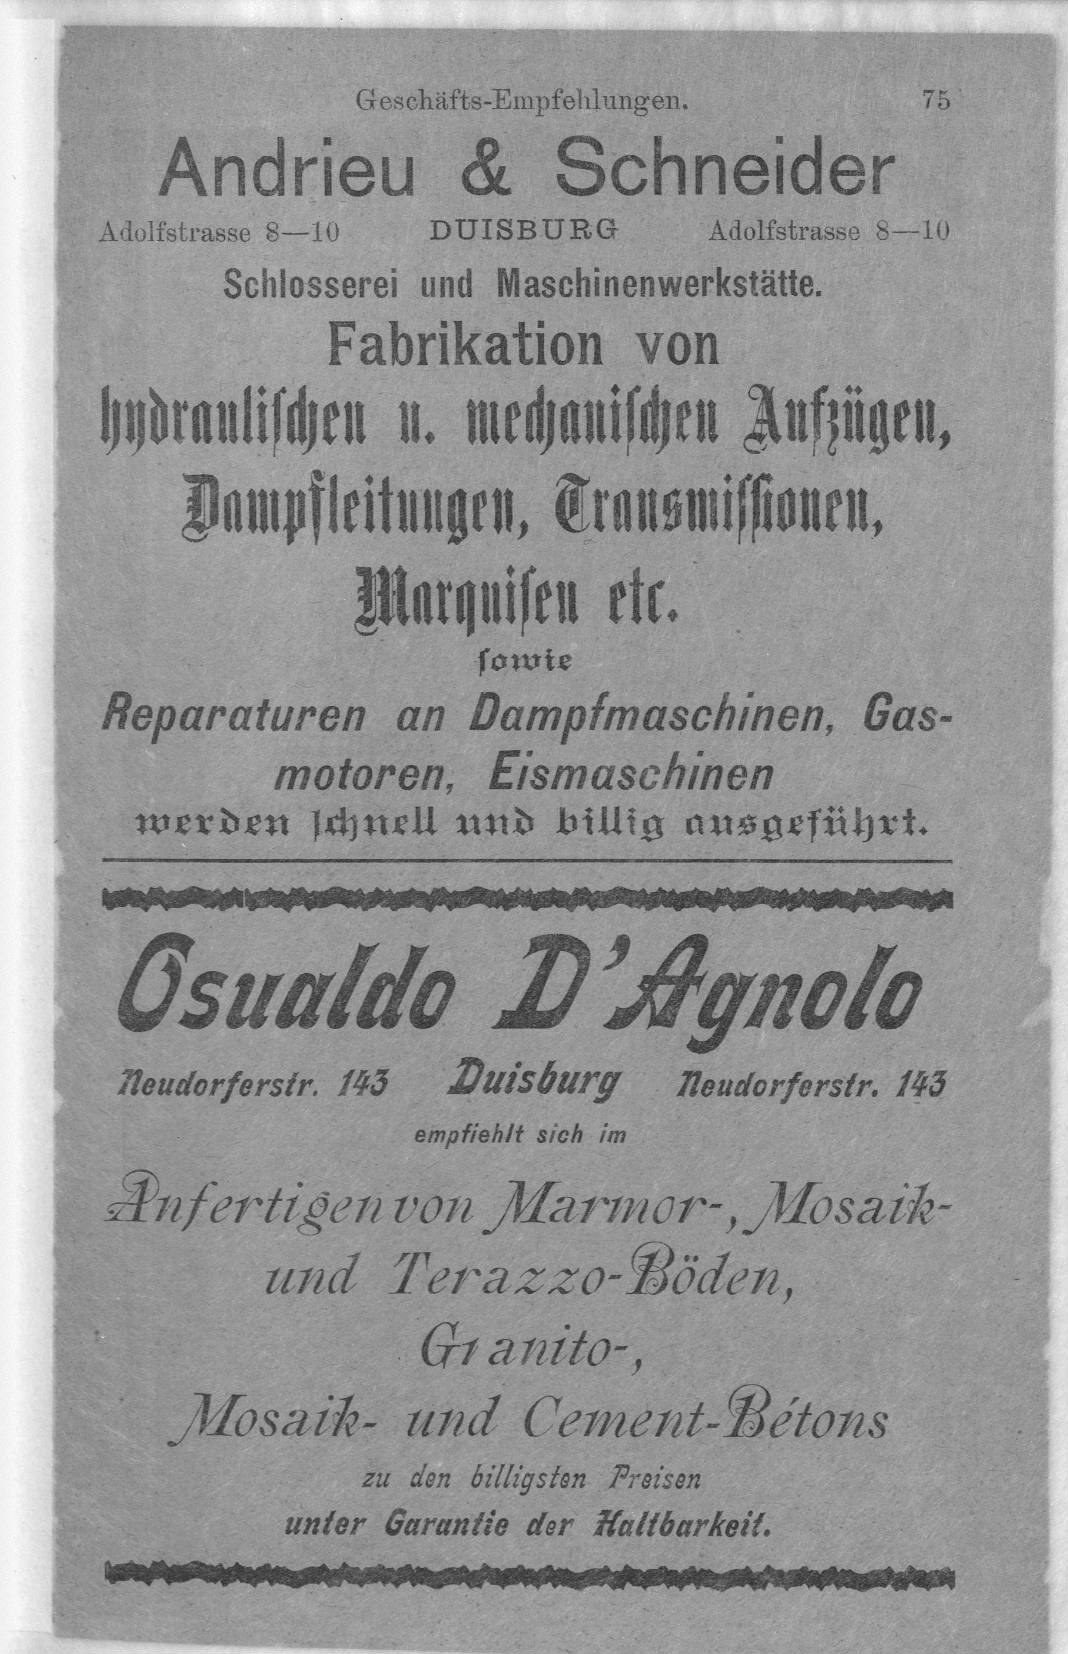 Geschäfts-Empfehlungen. 75
Andrieu & Schneider
Adolfstrasse 8—10 DUISBURG Adolfstrasse 8—10
Schlosserei und Maschinenwerkstätte.
Fabrikation von
hydraulischen u. mechanischen Aufzügen,
Dampfleitungen, Transmissionen,
Marquisen etc.
sowie
Reparaturen an Dampfmaschinen, Gas-
motoren, Eismaschinen
werden schnell und billig ausgeführt.
Osualdo D'Agnolo
Neudorferstr. 143 Duisburg Neudorferstr. 143
empfiehlt sich im
Anfertigen von Marmor-, Mosaik-
und Terazzo-Böden,
Granito-,
Mosaik- und Cement-Bétons
zu den billigsten Preisen
unter Garantie der Haltbarkeit.